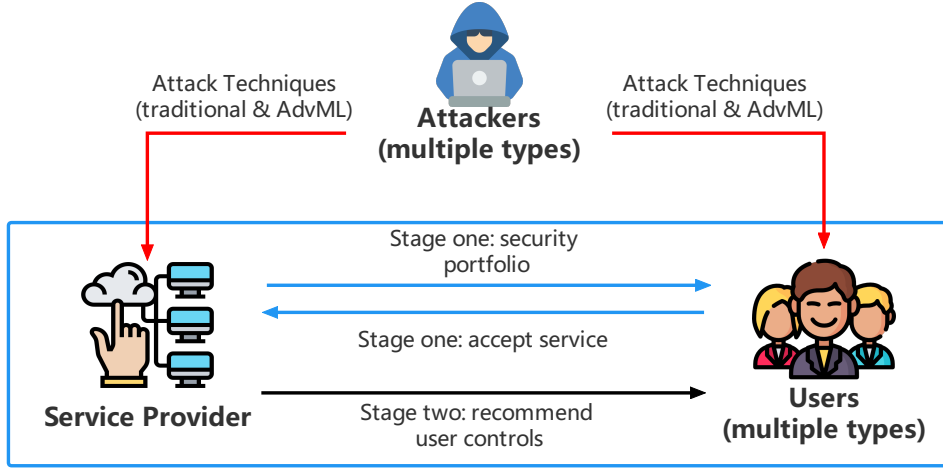 Attack Techniques
(traditional & AdvML)
Attackers
(multiple types)
Attack Techniques
(traditional & AdvML)
Stage one: security
portfolio
Stage one: accept service
Service Provider
Stage two: recommend
user controls
Users
(multiple types)